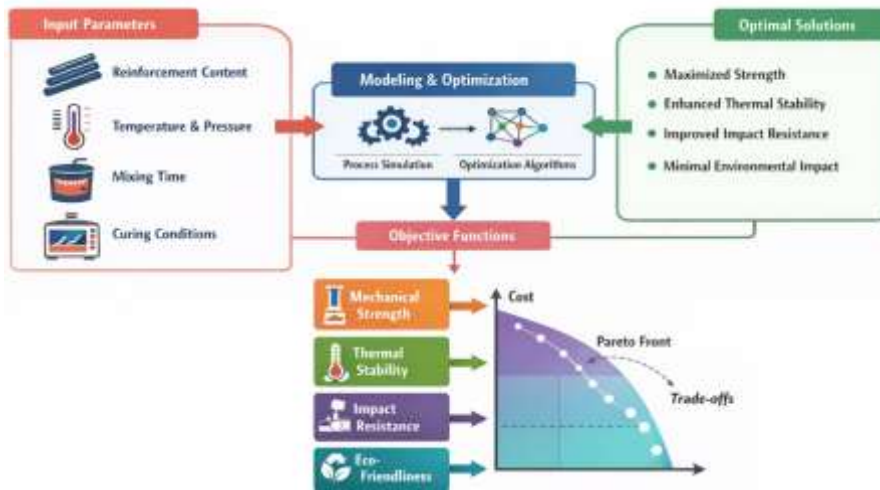 Input Parameters
Reinforcement Content
Temperature & Pressure
Mixing Time
Curing Conditions
Modeling & Optimization
Process Simulation
Optimization Algorithms
Optimal Solutions
Maximized Strength
Enhanced Thermal Stability
Improved Impact Resistance
Minimal Environmental Impact
Objective Functions
Mechanical
Strength
Thermal
Stability
Impact
Resistance
Eco-
Friendliness
Cost
Pareto Front
Trade-offs